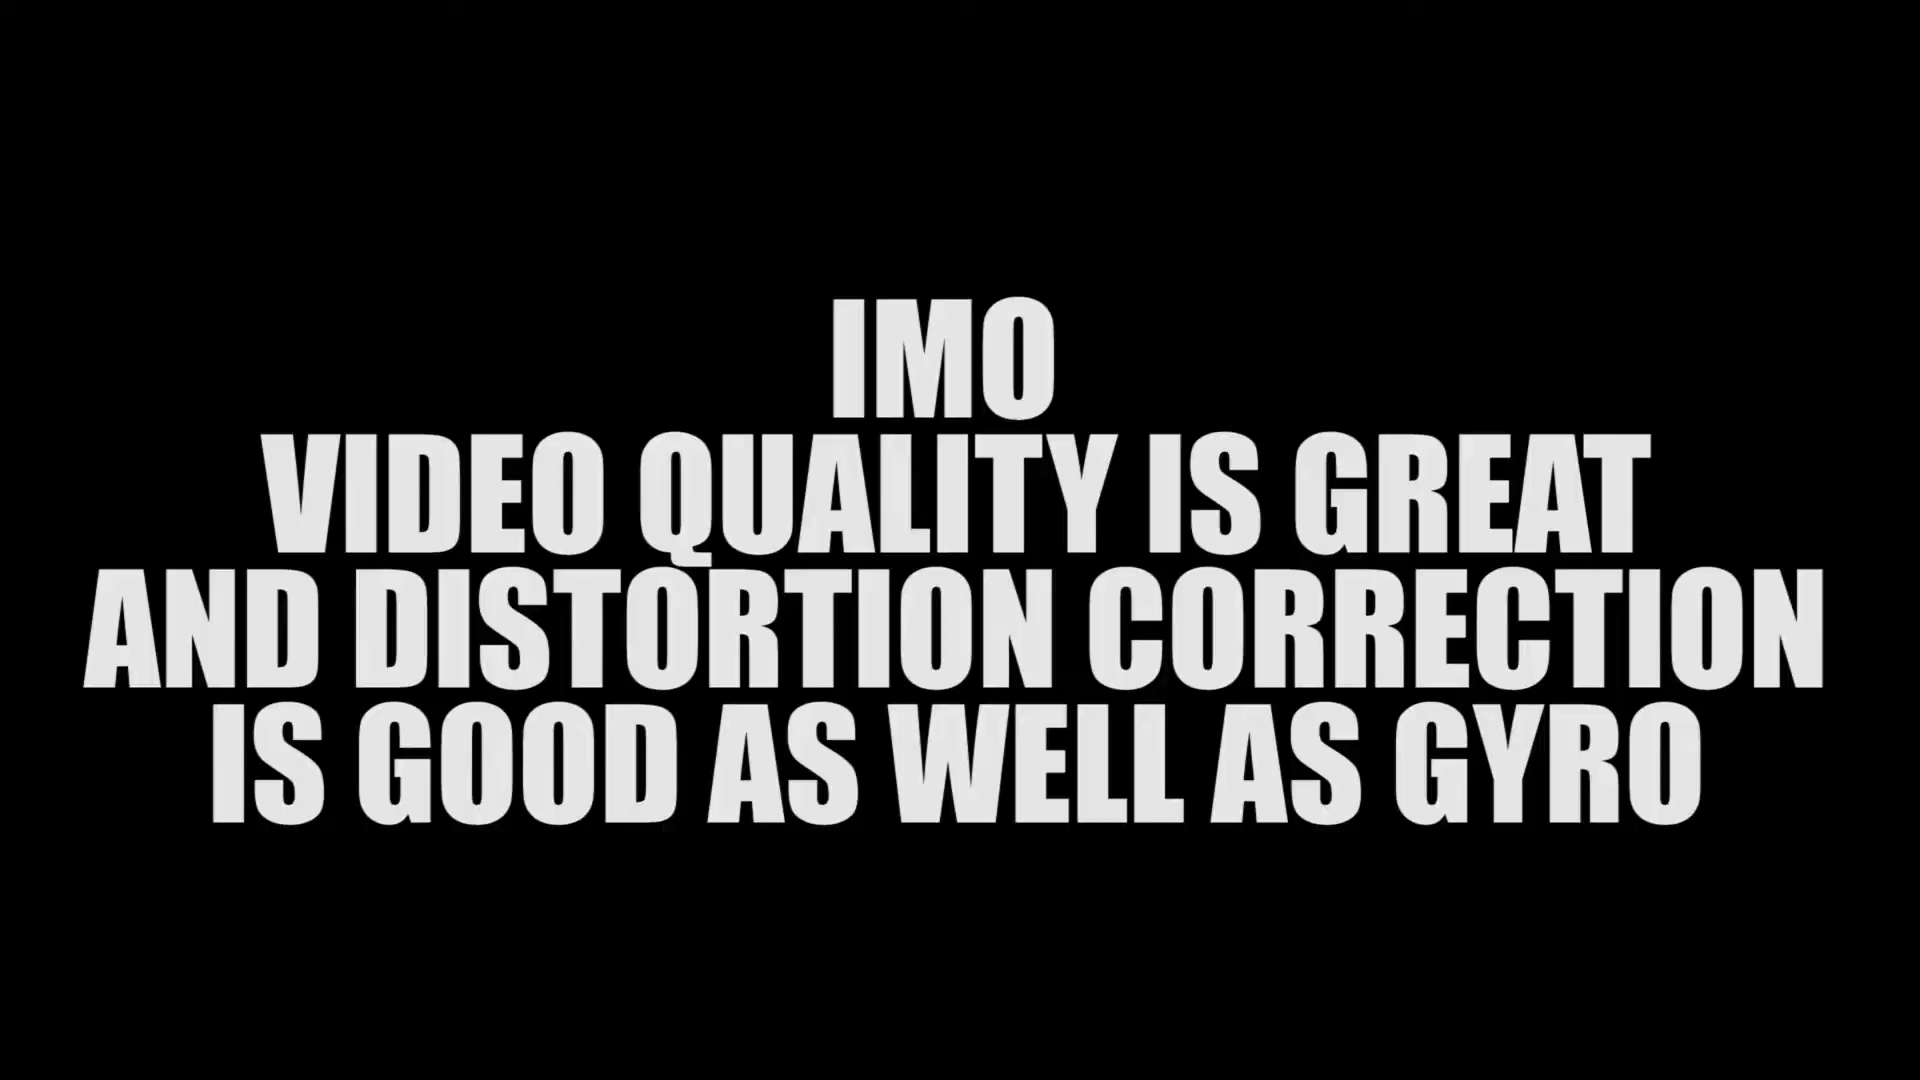 IMO
VIDEO QUALITY IS GREAT
AND DISTORTION CORRECTION
IS GOOD AS WELL AS GYRO